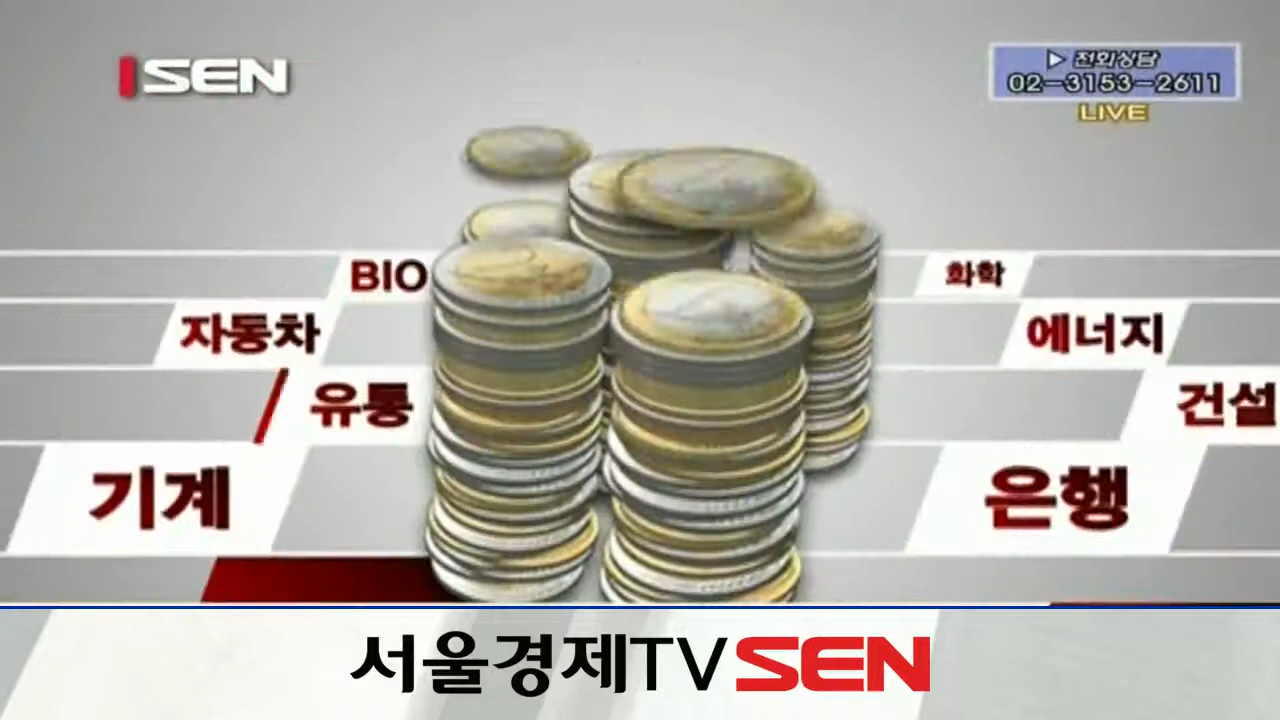 SEN
▶ 전화상담
02-3153-2611
LIVE
BIO
화학
자동차
에너지
유통
건설
기계
은행
서울경제TV SEN